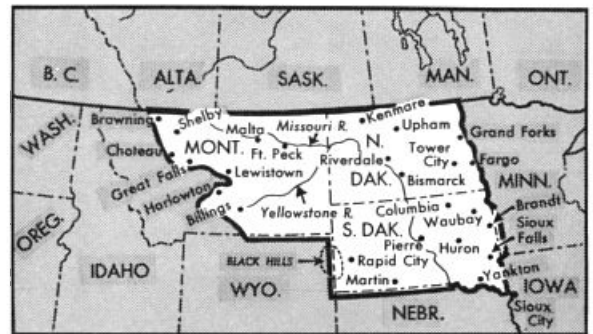 B. C.
ALTA.
SASK.
MAN.
ONT.
WASH.
Browning
Shelby
Malta
Missouri R.
Kenmare
Upham
Grand Forks
Choteau
MONT.
Ft. Peck
N.
Riverdale
Tower
City
Fargo
Great Falls
Lewistown
DAK.
Bismarck
MINN.
Harlowton
Billings
Yellowstone R.
Columbia
Waubay
Brandt
OREG.
S. DAK.
Pierre
Huron
Sioux
Falls
IDAHO
BLACK HILLS
Rapid City
WYO.
Martin
Yankton
IOWA
NEBR.
Sioux
City